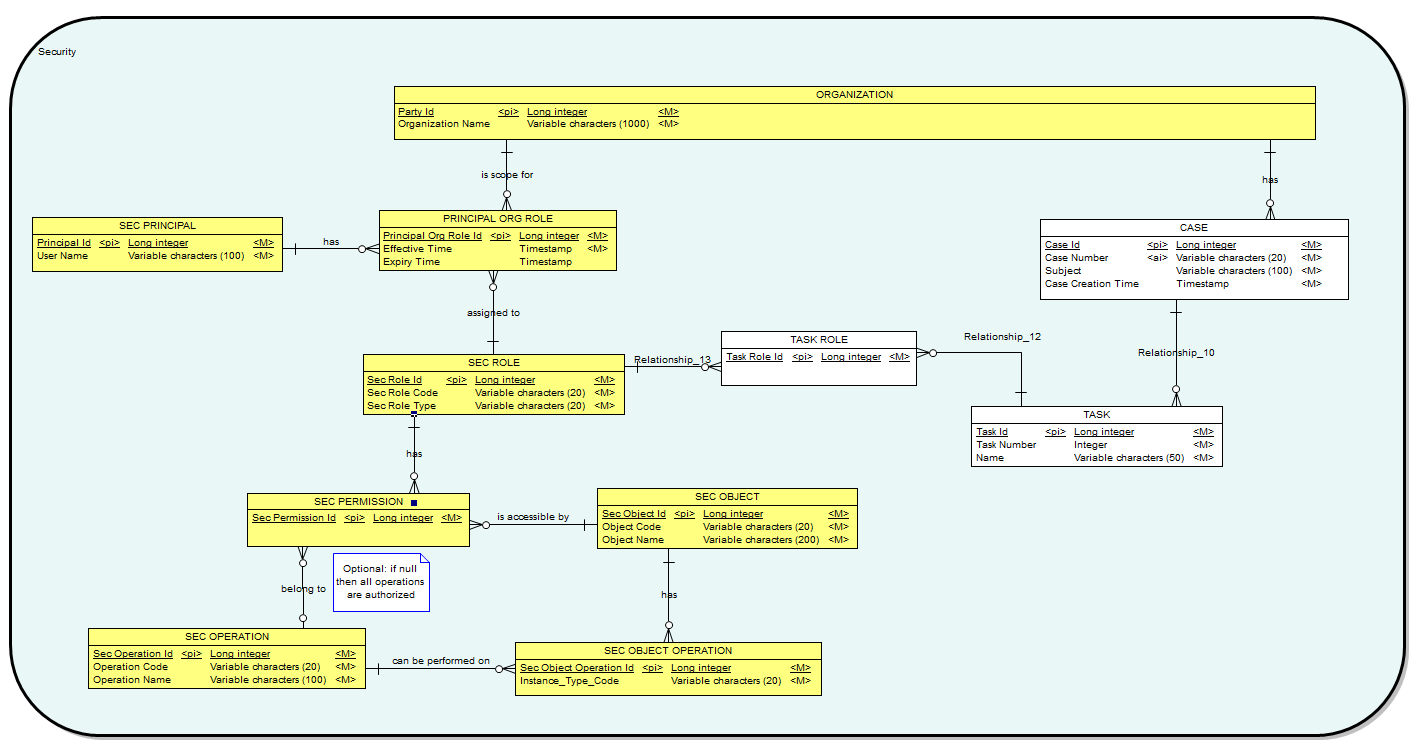 Security
ORGANIZATION
Party Id <pi> Long integer <M>
Organization Name Variable characters (1000) <M>
is scope for
has
SEC PRINCIPAL
Principal Id <pi> Long integer <M>
User Name Variable characters (100) <M>
has
PRINCIPAL ORG ROLE
Principal Org Role Id <pi> Long integer <M>
Effective Time Timestamp <M>
Expiry Time Timestamp
CASE
Case Id <pi> Long integer <M>
Case Number <ai> Variable characters (20) <M>
Subject Variable characters (100) <M>
Case Creation Time Timestamp <M>
assigned to
SEC ROLE
Sec Role Id <pi> Long integer <M>
Sec Role Code Variable characters (20) <M>
Sec Role Type Variable characters (20) <M>
Relationship_13
TASK ROLE
Task Role Id <pi> Long integer <M>
Relationship_12
Relationship_10
TASK
Task Id <pi> Long integer <M>
Task Number Integer <M>
Name Variable characters (50) <M>
has
SEC PERMISSION
Sec Permission Id <pi> Long integer <M>
is accessible by
SEC OBJECT
Sec Object Id <pi> Long integer <M>
Object Code Variable characters (20) <M>
Object Name Variable characters (200) <M>
belong to
Optional: if null
then all operations
are authorized
has
SEC OPERATION
Sec Operation Id <pi> Long integer <M>
Operation Code Variable characters (20) <M>
Operation Name Variable characters (100) <M>
can be performed on
SEC OBJECT OPERATION
Sec Object Operation Id <pi> Long integer <M>
Instance_Type_Code Variable characters (20) <M>